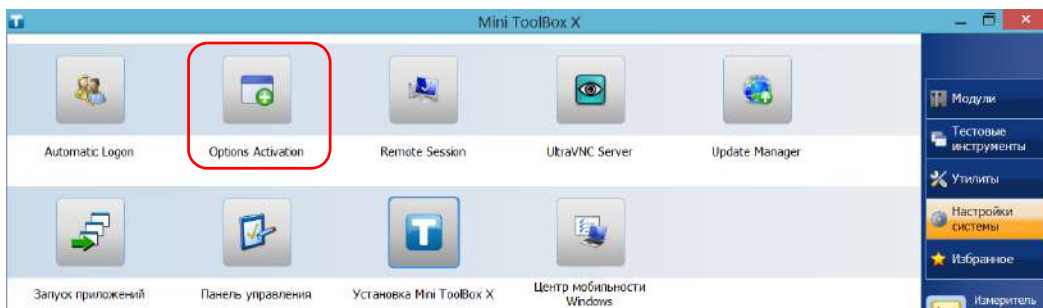 Mini ToolBox X
Automatic Logon
Options Activation
Remote Session
UltraVNC Server
Update Manager
Запуск приложений
Панель управления
Установка Mini ToolBox X
Центр мобильности
Windows
Модули
Тестовые
инструменты
Утилиты
Настройки
системы
Избранное
Измеритель